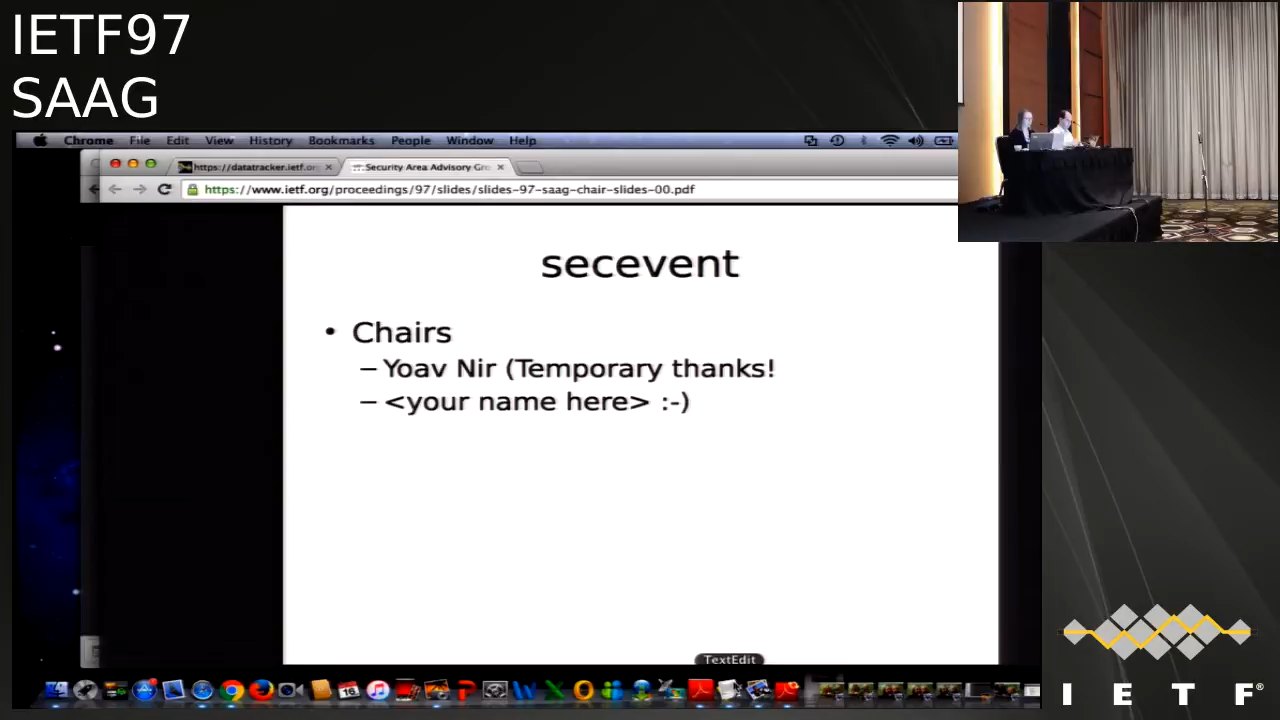 IETF97
SAAG
Chrome File Edit View History Bookmarks People Window Help
https://datatracker.ietf.or
Security Area Advisory Gr
https://www.ietf.org/proceedings/97/slides/slides-97-saag-chair-slides-00.pdf
secevent
• Chairs
– Yoav Nir (Temporary thanks!
– <your name here> :-)
TextEdit
16
I E T F®